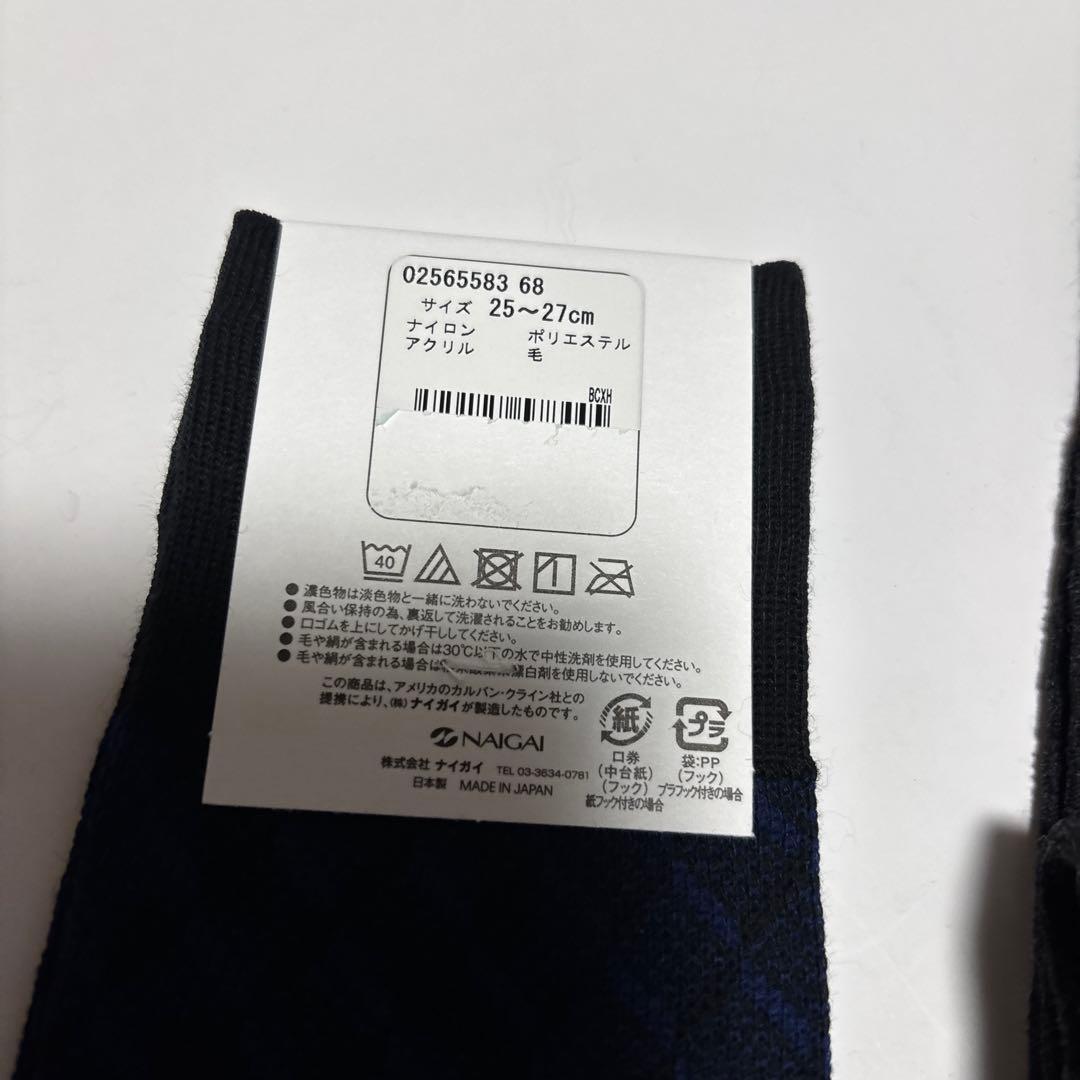 02565583 68
サイズ 25～27cm
ナイロン ポリエステル
アクリル 毛
BCXH
40
● 濃色物は淡色物と一緒に洗わないでください。
● 風合い保持の為、裏返して洗濯されることをお勧めします。
● 口ゴムを上にしてかげ干ししてください。
● 毛や絹が含まれる場合は30℃以下の水で中性洗剤を使用してください。
● 毛や絹が含まれる場合は 漂白剤を使用しないでください。
この商品は、アメリカのカルバン・クライン社との
提携により、(株)ナイガイが製造したものです。
NAIGAI
株式会社 ナイガイ TEL 03-3634-0781
日本製 MADE IN JAPAN
紙
口券
(中台紙)
(フック)
紙フック付きの場合
プラ
袋:PP
(フック)
プラフック付きの場合